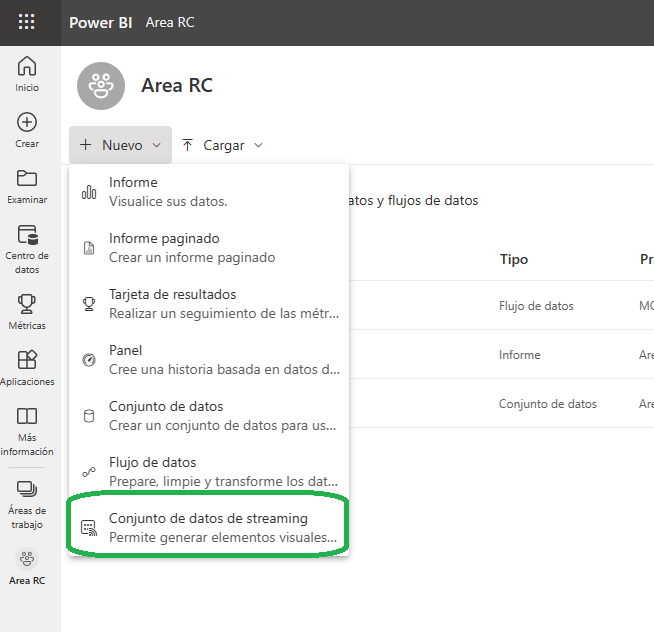 Power BI Area RC
Inicio
Crear
Examinar
Centro de
datos
Métricas
Aplicaciones
Más
información
Áreas de
trabajo
Area RC
Area RC
Nuevo
Cargar
Informe
Visualice sus datos.
Informe paginado
Crear un informe paginado
Tarjeta de resultados
Realizar un seguimiento de las métr...
Panel
Cree una historia basada en datos d...
Conjunto de datos
Crear un conjunto de datos para us...
Flujo de datos
Prepare, limpie y transforme los dat...
Conjunto de datos de streaming
Permite generar elementos visuales...
atos y flujos de datos
Tipo Pr
Flujo de datos MC
Informe Are
Conjunto de datos Are